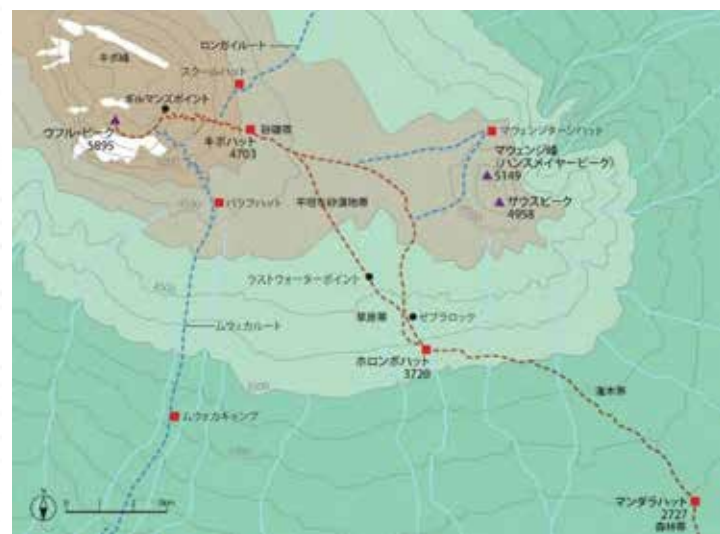 ロンガイルート
キボ峰
スクールハット
ギルマンズポイント
ウフル・ピーク
5895
砂礫帯
キボハット
4703
マウェンジターンハット
マウェンジ峰
(ハンスメイヤーピーク)
5149
サウスピーク
4958
バラフハット
平坦な砂漠地帯
ラストウォーターポイント
草原帯
ゼブラロック
ムウェカルート
ホロンボハット
3720
灌木帯
ムウェカキャンプ
マンダラハット
2727
森林帯
N
0